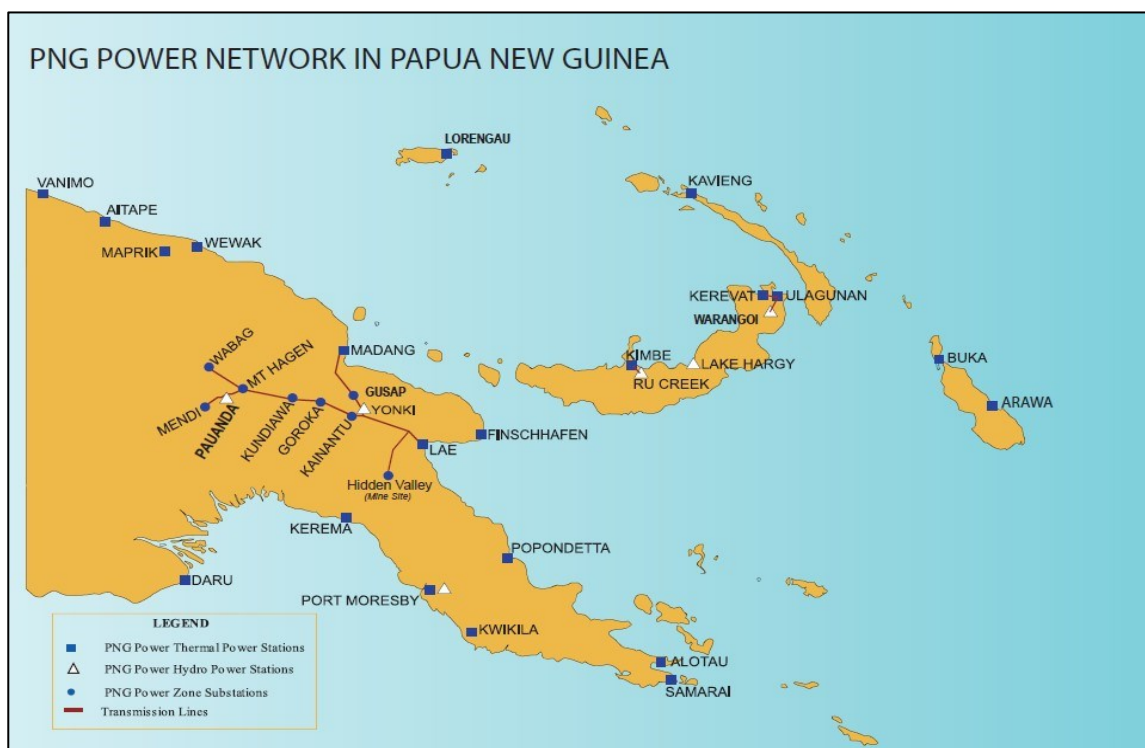 PNG POWER NETWORK IN PAPUA NEW GUINEA
LORENGAU
VANIMO
KAVIENG
AITAPE
WEWAK
MAPRIK
KEREVAT
ULAGUNAN
WARANGOI
WABAG
MADANG
KIMBE
LAKE HARGY
BUKA
MT HAGEN
RU CREEK
GUSAP
MENDI
PAUANDA
KUNDIAWA
GOROKA
KAINANTU
YONKI
ARAWA
FINSCHHAFEN
LAE
Hidden Valley
(Mine Site)
KEREMA
POPONDETTA
DARU
PORT MORESBY
KWIKILA
ALOTAU
SAMARAI
LEGEND
PNG Power Thermal Power Stations
PNG Power Hydro Power Stations
PNG Power Zone Substations
Transmission Lines